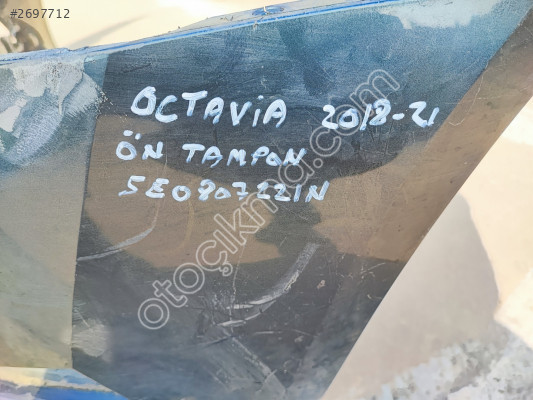 #2697712
OCTAViA 2018-21
ÖN TAMPON
5E0807221N
otoçıkma.com